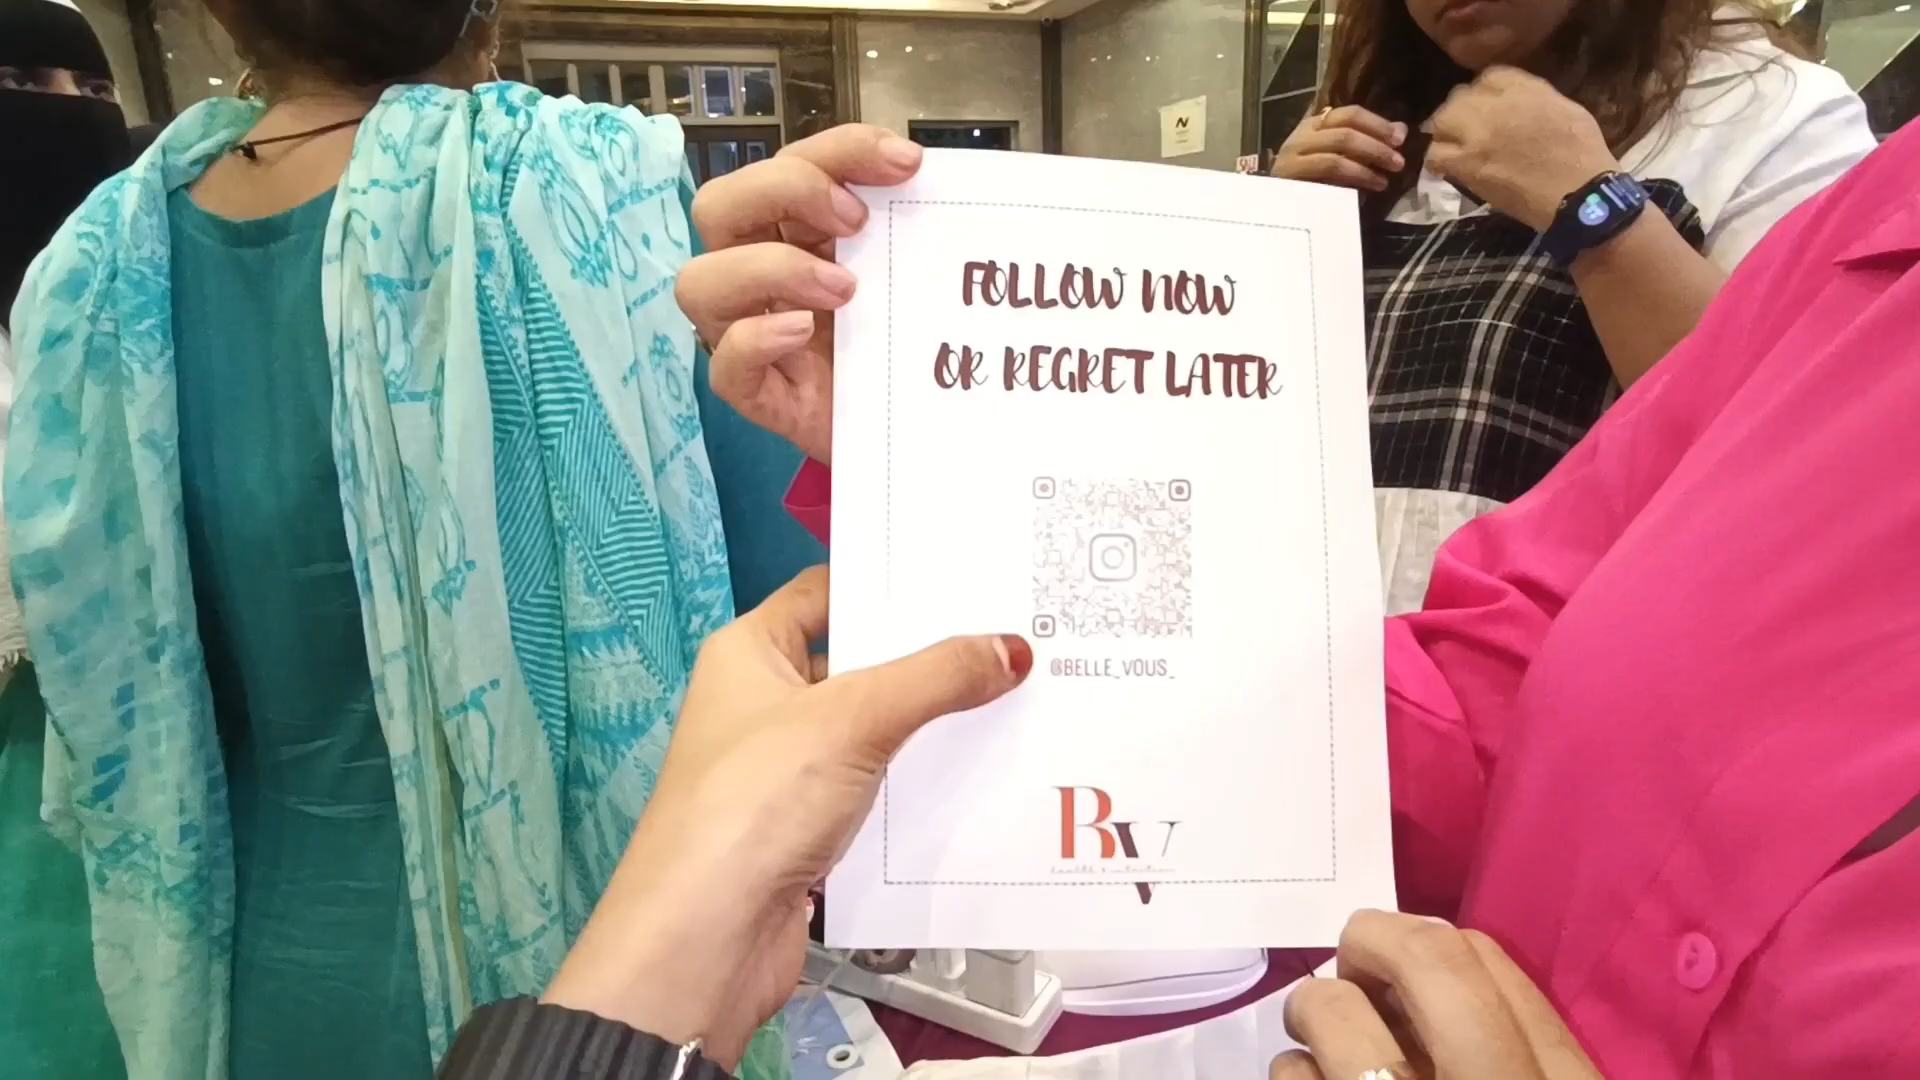 FOLLOW NOW
OR REGRET LATER
@BELLE_VOUS_
BV